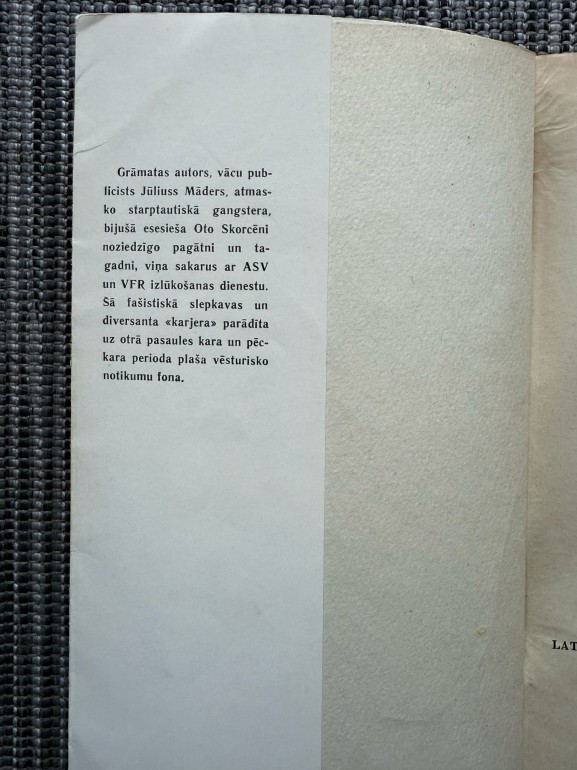 Grāmatas autors, vācu pub-
licists Jūliuss Māders, atmas-
ko starptautiskā gangstera,
bijušā esesieša Oto Skorcēni
noziedzīgo pagātni un ta-
gadni, viņa sakarus ar ASV
un VFR izlūkošanas dienestu.
Šā fašistiskā slepkavas un
diversanta «karjera» parādīta
uz otrā pasaules kara un pēc-
kara perioda plaša vēsturisko
notikumu fona.
LAT